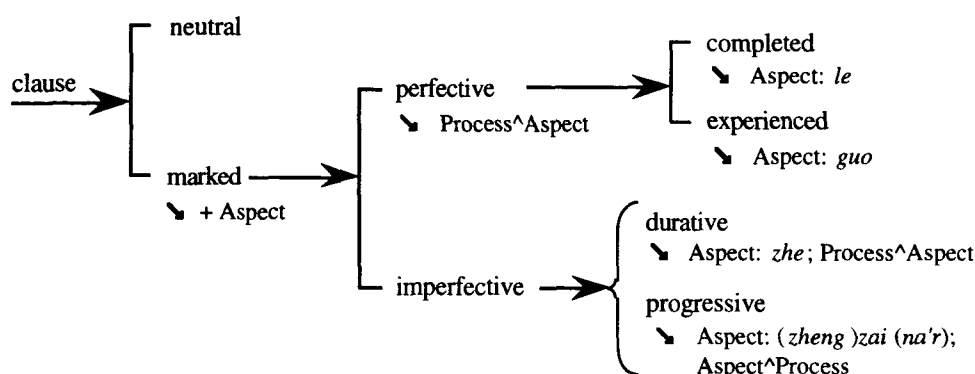 neutral
clause
marked
↘ + Aspect
perfective
↘ Process^Aspect
imperfective
completed
↘ Aspect: le
experienced
↘ Aspect: guo
durative
↘ Aspect: zhe; Process^Aspect
progressive
↘ Aspect: (zheng)zai (na'r);
Aspect^Process